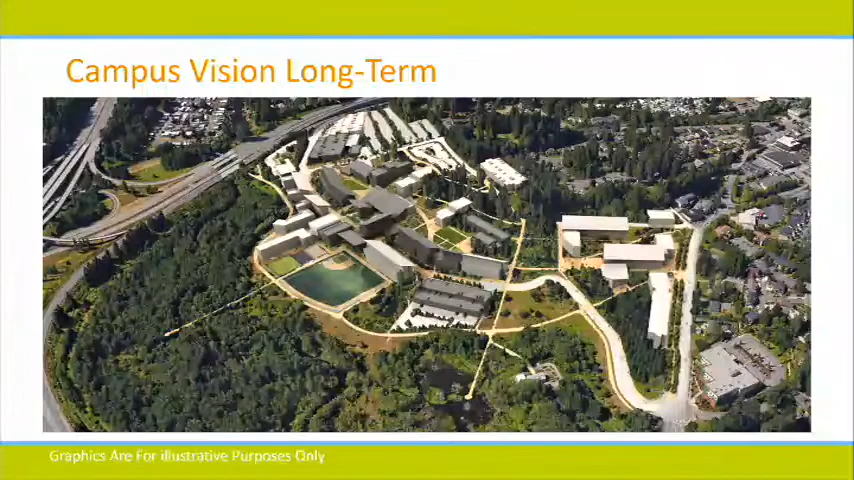 Campus Vision Long-Term
Graphics Are For illustrative Purposes Only